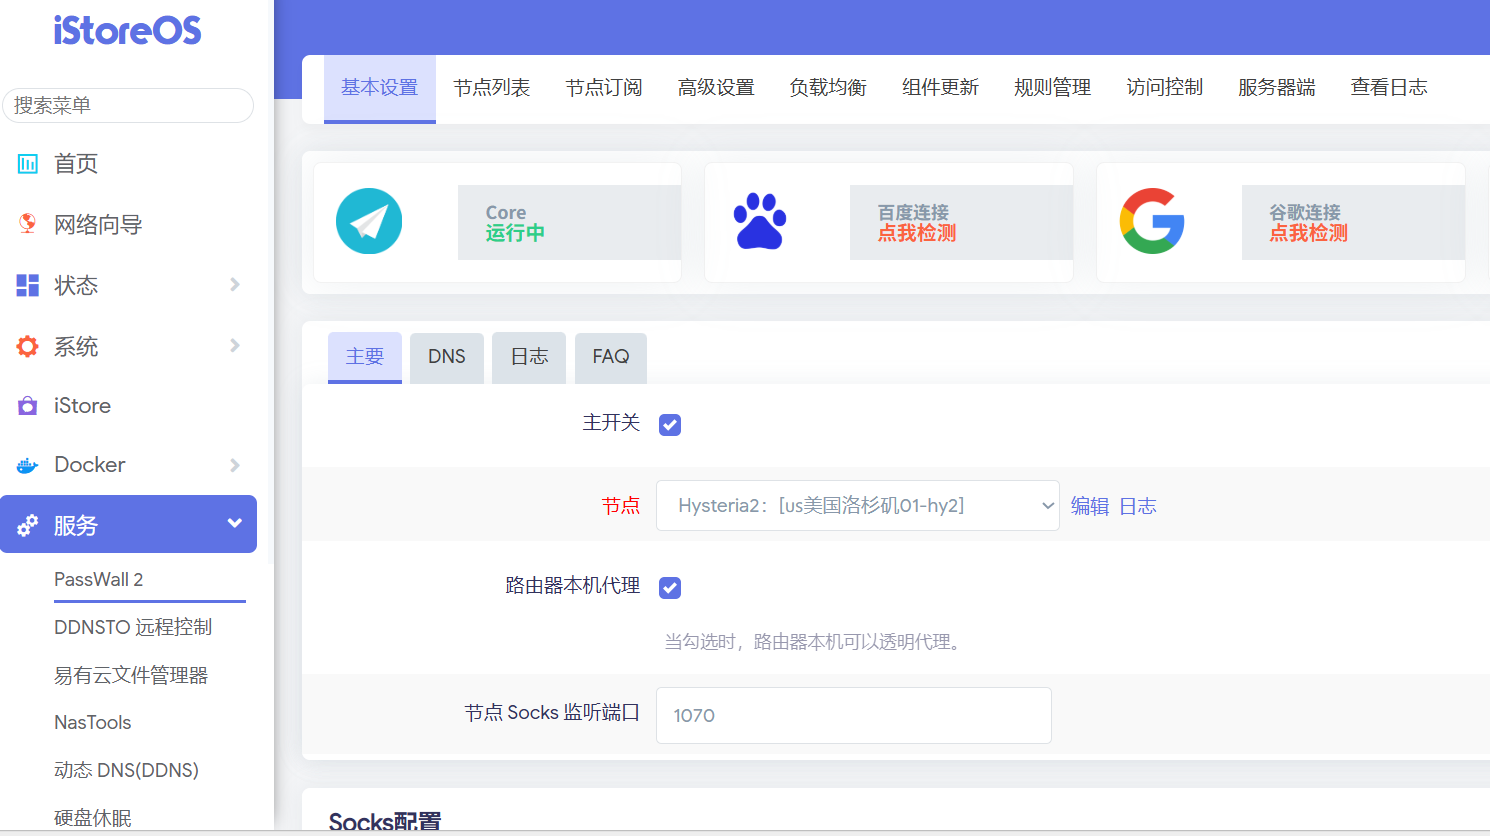 iStoreOS
搜索菜单
首页
网络向导
状态
系统
iStore
Docker
服务
PassWall 2
DDNSTO 远程控制
易有云文件管理器
NasTools
动态 DNS(DDNS)
硬盘休眠
基本设置 节点列表 节点订阅 高级设置 负载均衡 组件更新 规则管理 访问控制 服务器端 查看日志
Core
运行中
百度连接
点我检测
谷歌连接
点我检测
主要 DNS 日志 FAQ
主开关
节点 Hysteria2：[us美国洛杉矶01-hy2] 编辑 日志
路由器本机代理
当勾选时，路由器本机可以透明代理。
节点 Socks 监听端口 1070
Socks配置